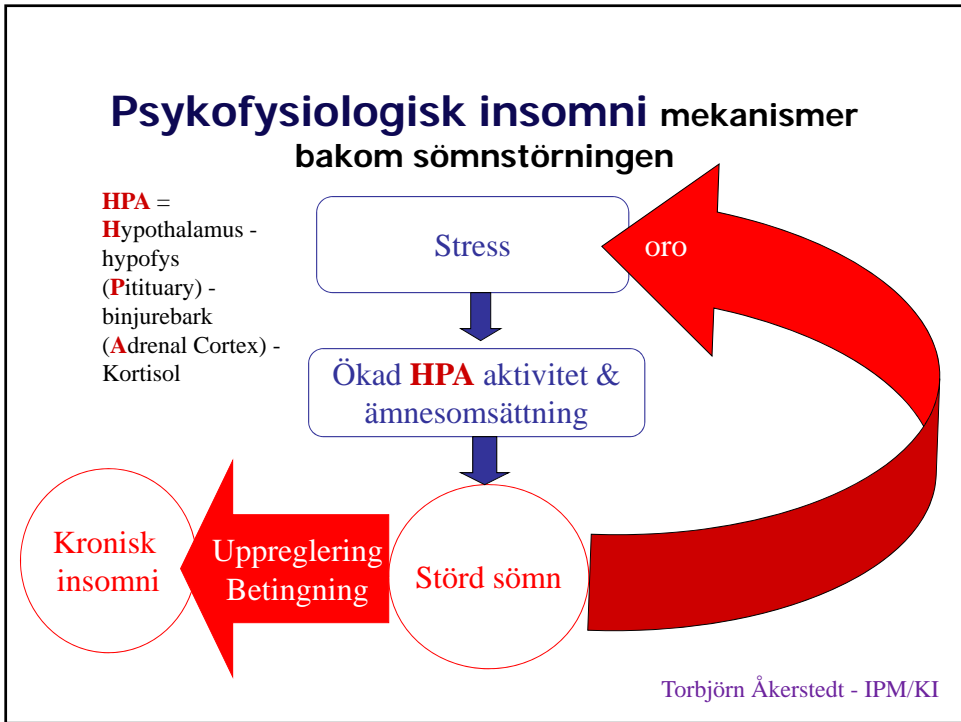 Psykofysiologisk insomni mekanismer
bakom sömnstörningen
HPA =
Hypothalamus -
hypofys
(Pitituary) -
binjurebark
(Adrenal Cortex) -
Kortisol
Stress
oro
Ökad HPA aktivitet &
ämnesomsättning
Kronisk
insomni
Uppreglering
Betingning
Störd sömn
Torbjörn Åkerstedt - IPM/KI